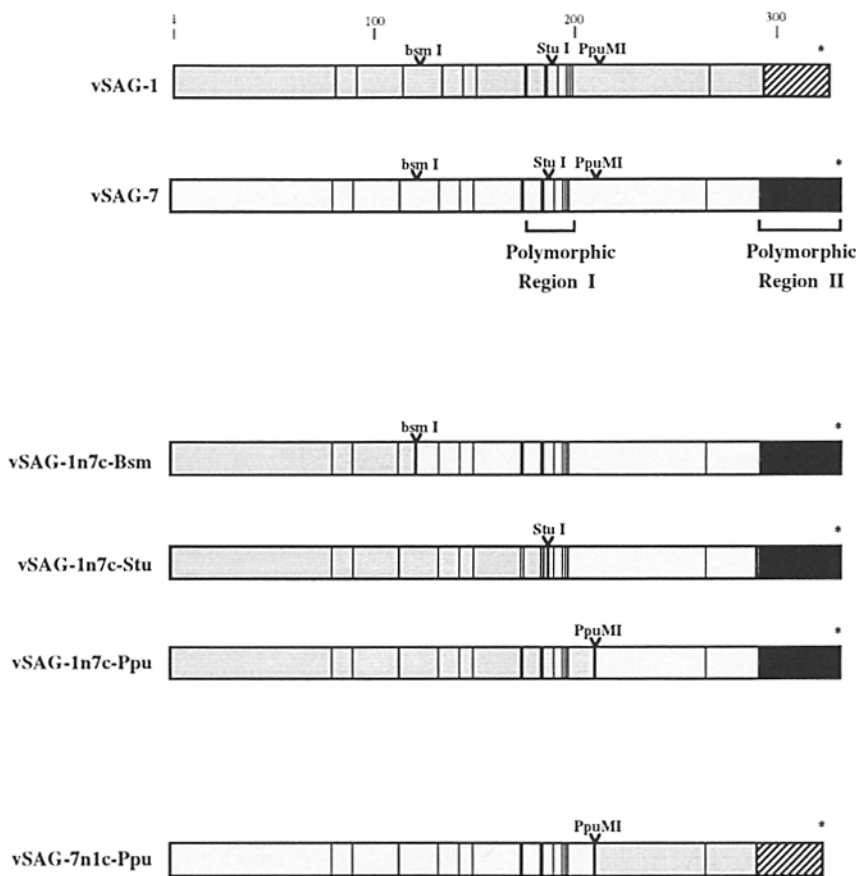 1 100 200 300
bsm I Stu I PpuMI *
vSAG-1
bsm I Stu I PpuMI *
vSAG-7
Polymorphic Polymorphic
Region I Region II
bsm I *
vSAG-1n7c-Bsm
Stu I *
vSAG-1n7c-Stu
PpuMI *
vSAG-1n7c-Ppu
PpuMI *
vSAG-7n1c-Ppu